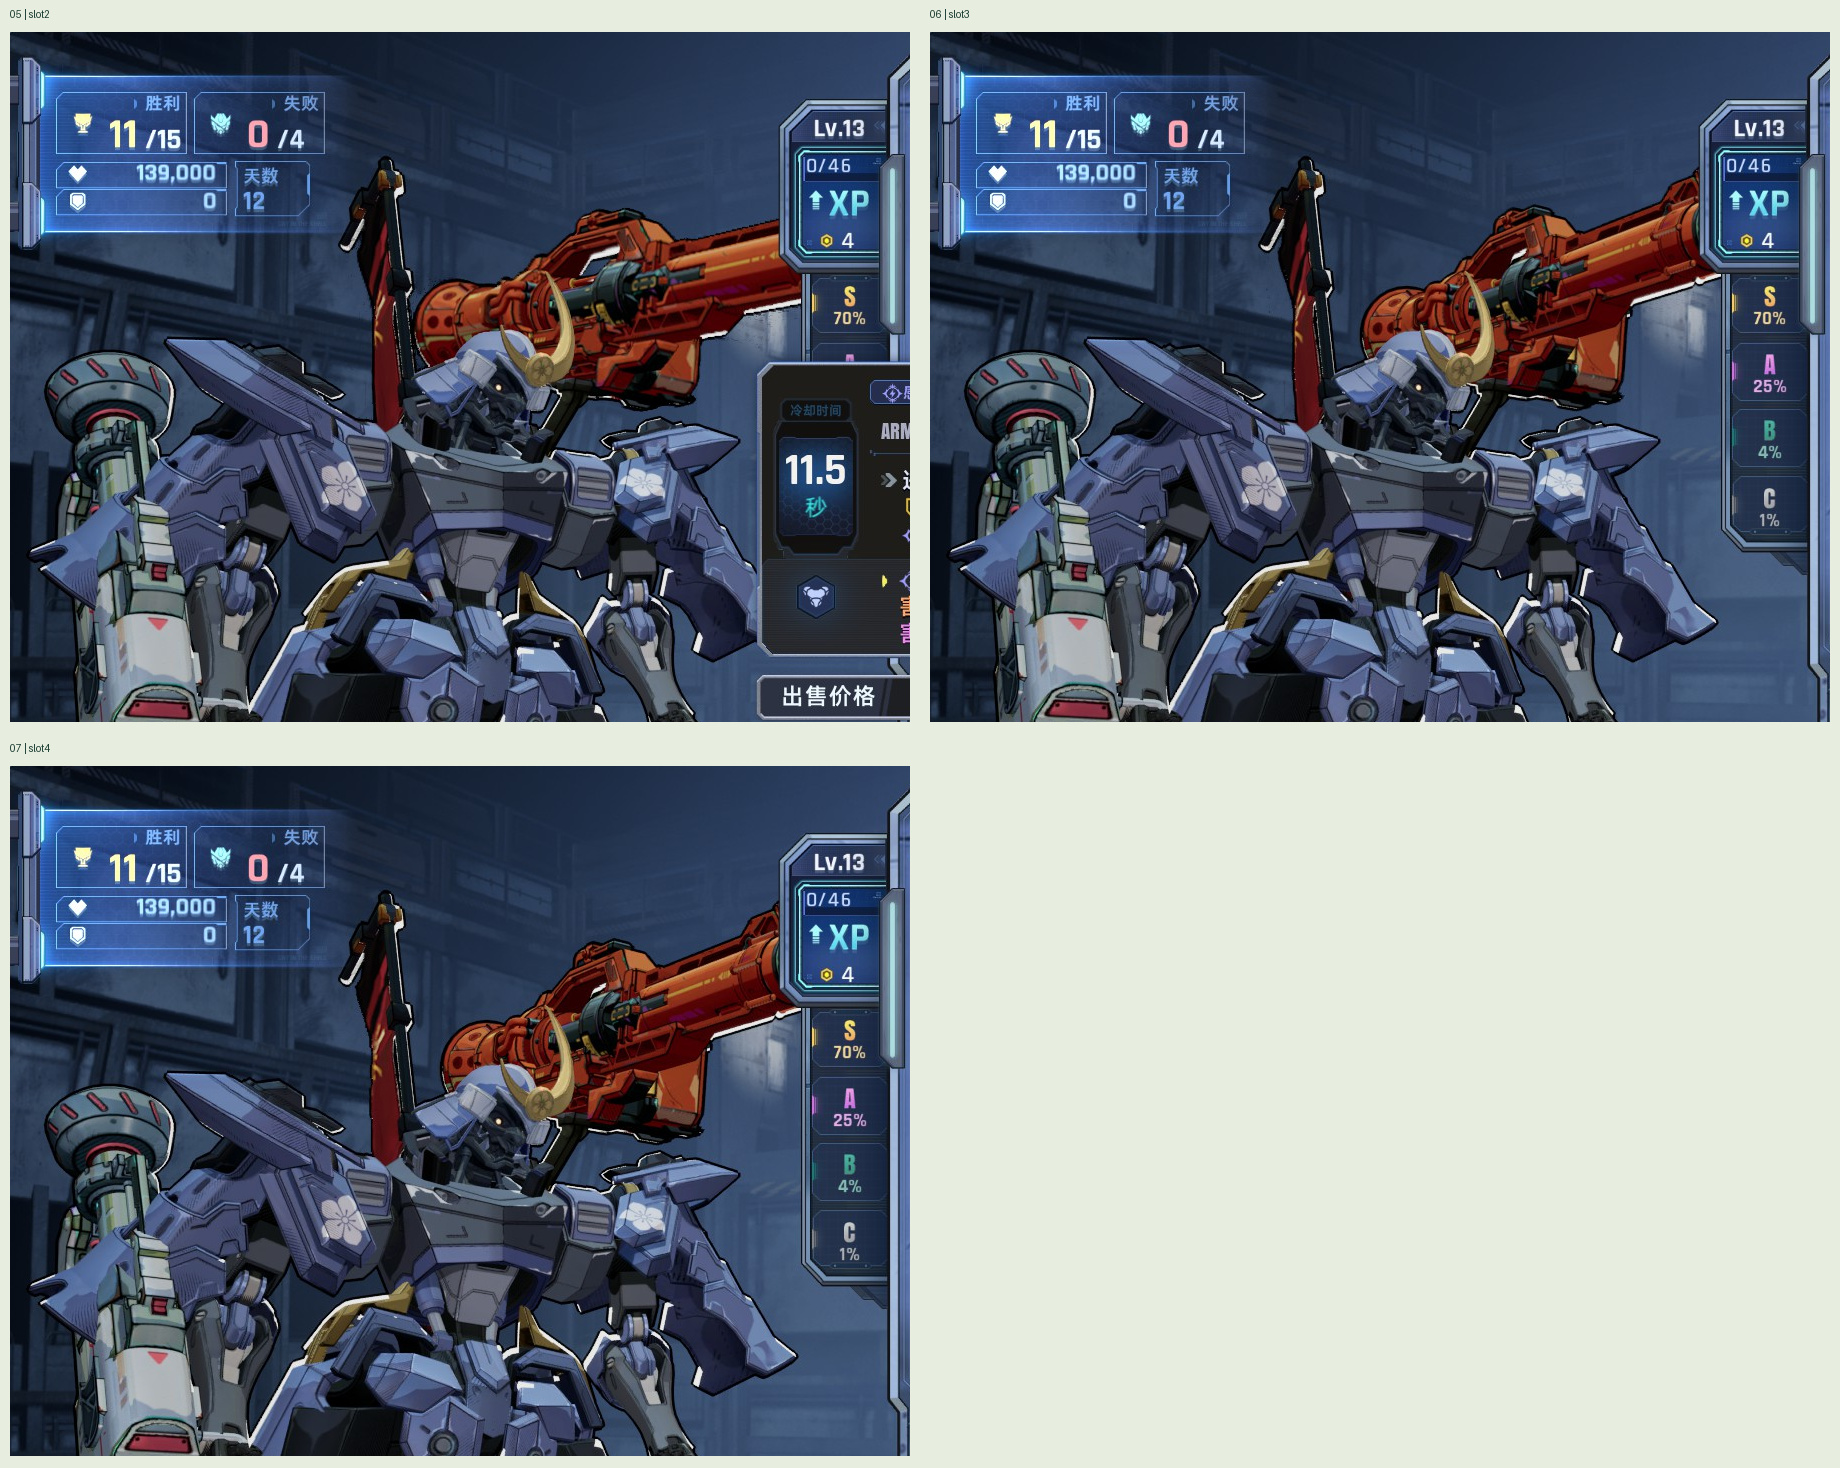 05 | slot2
胜利
失败
11 /15
0 /4
139,000
天数
0
12
Lv.13
0/46
XP
4
S
70%
A
冷却时间
ARM
11.5
秒
出售价格
06 | slot3
胜利
失败
11 /15
0 /4
139,000
天数
0
12
Lv.13
0/46
XP
4
S
70%
A
25%
B
4%
C
1%
07 | slot4
胜利
失败
11 /15
0 /4
139,000
天数
0
12
Lv.13
0/46
XP
4
S
70%
A
25%
B
4%
C
1%